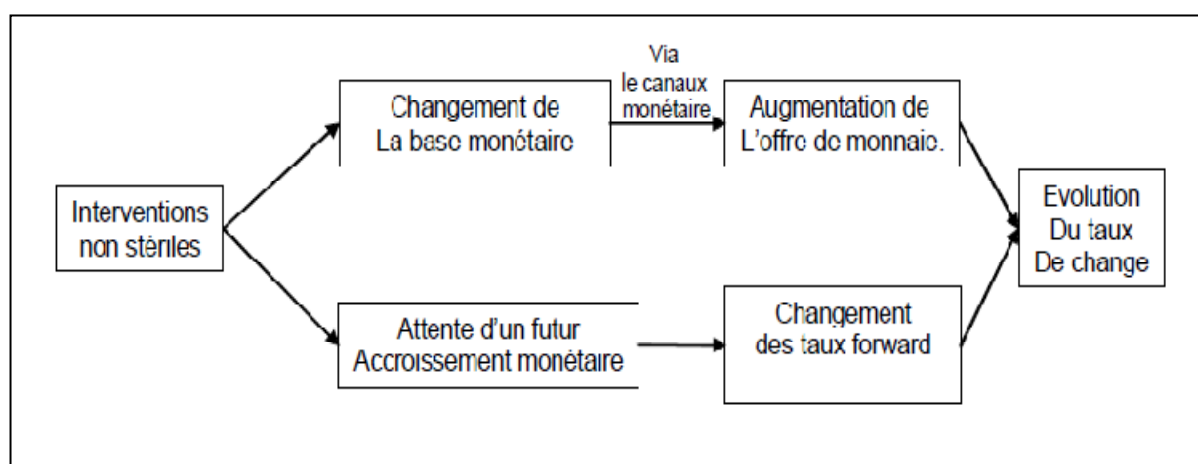 Interventions
non stériles
Changement de
La base monétaire
Via
le canaux
monétaire
Augmentation de
L'offre de monnaie.
Attente d'un futur
Accroissement monétaire
Changement
des taux forward
Evolution
Du taux
De change